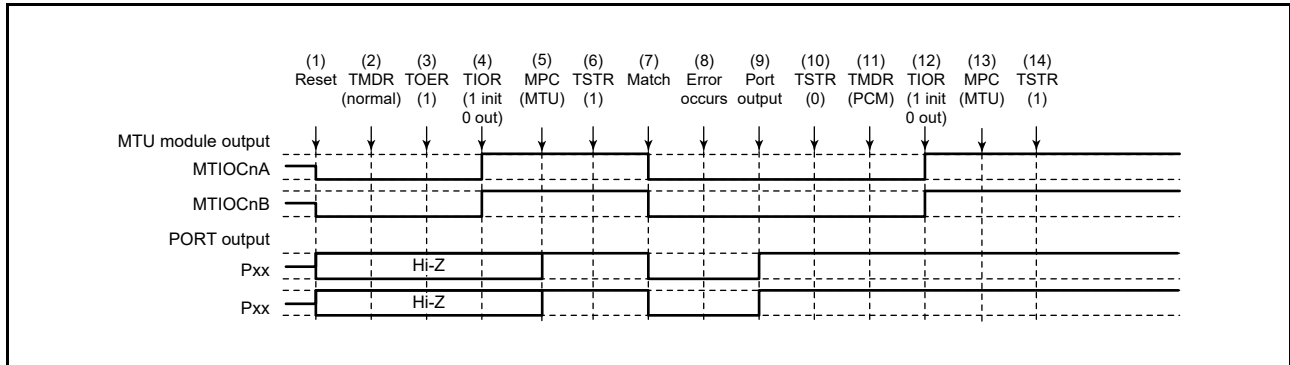 (1) (2) (3) (4) (5) (6) (7) (8) (9) (10) (11) (12) (13) (14)
Reset TMDR TOER TIOR MPC TSTR Match Error Port TSTR TMDR TIOR MPC TSTR
(normal) (1) (1 init (MTU) (1) occurs output (0) (PCM) (1 init (MTU) (1)
0 out) 0 out)
MTU module output
MTIOCnA
MTIOCnB
PORT output
Pxx Hi-Z
Pxx Hi-Z